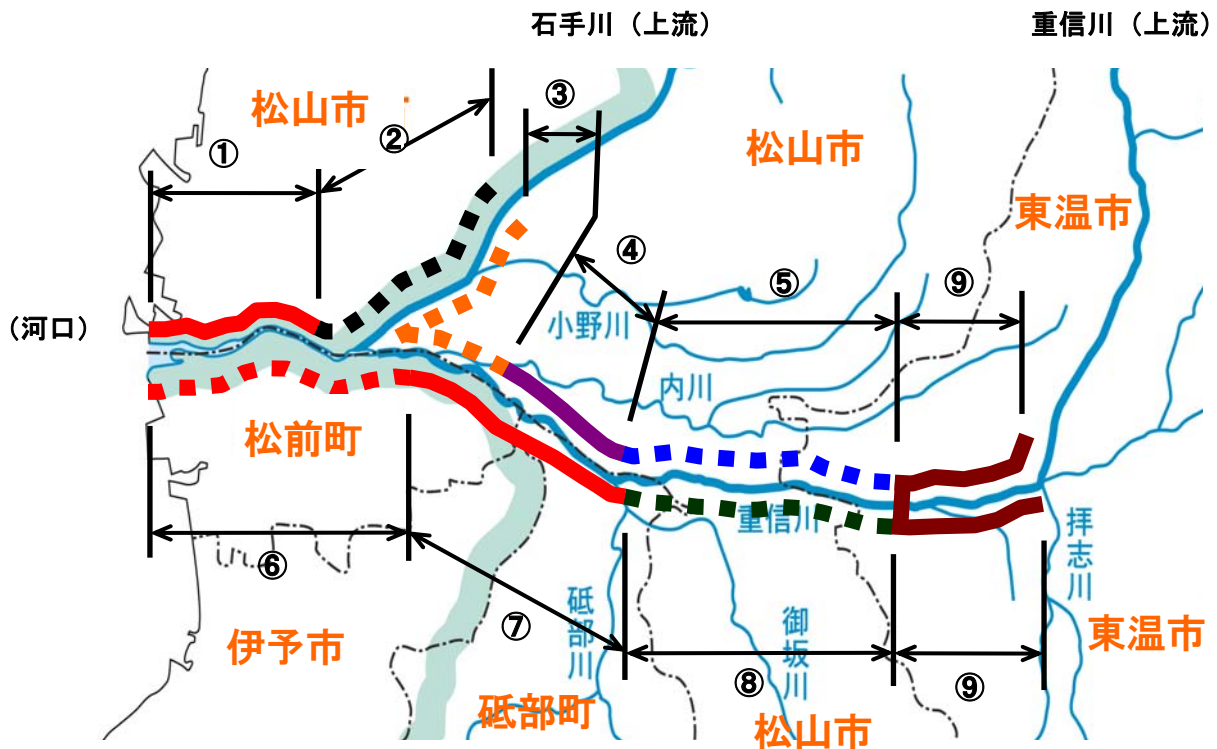 石手川（上流）
重信川（上流）
松山市
①
②
③
松山市
東温市
④
⑤
⑨
（河口）
小野川
内川
松前町
重信川
拝志川
⑥
⑦
砥部川
御坂川
伊予市
東温市
⑧
⑨
砥部町
松山市